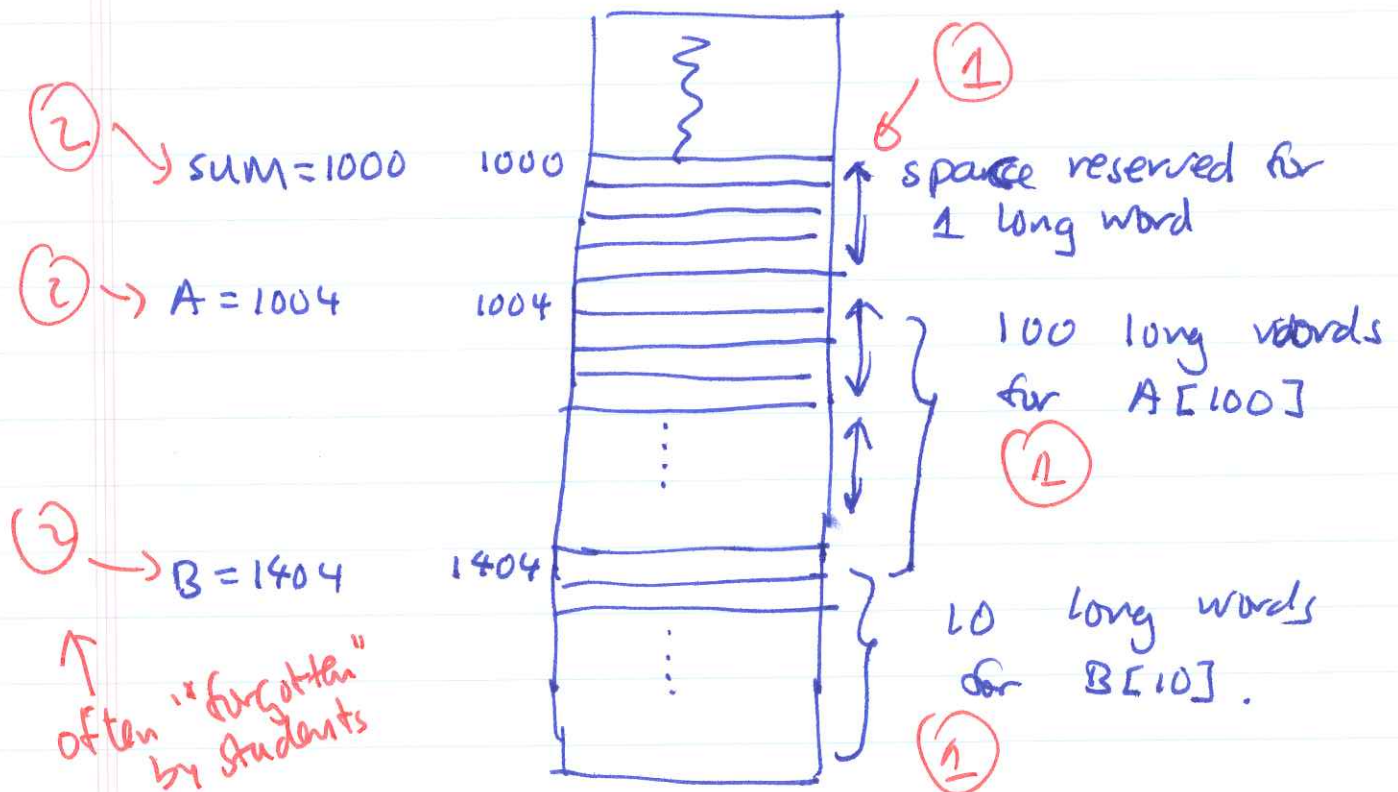 1
2
sum=1000 1000 space reserved for
1 long word
2
A = 1004 1004
100 long words
for A[100]
1
2
B = 1404 1404
10 long words
for B[10].
often "forgotten"
by students
1